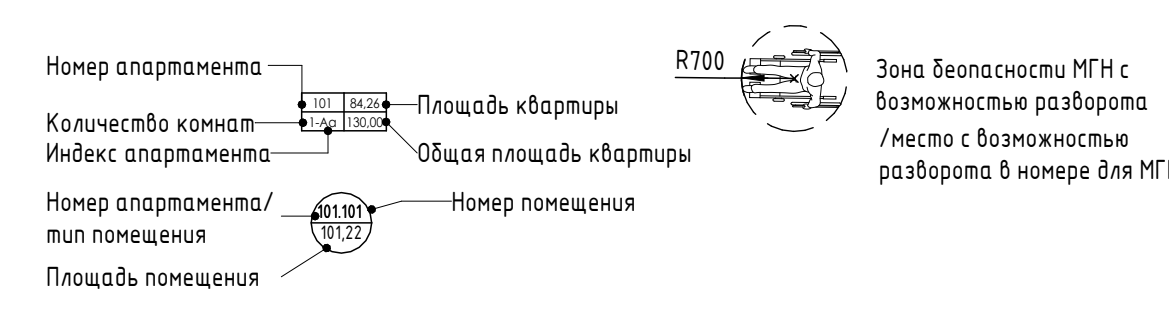 Номер апартамента
Количество комнат
Индекс апартамента
101 84,26
1-Аа 130,00
Площадь квартиры
Общая площадь квартиры
Номер апартамента/
тип помещения
Площадь помещения
101.101
101,22
Номер помещения
R700
Зона беопасности МГН с
возможностью разворота
/место с возможностью
разворота в номере для МГН